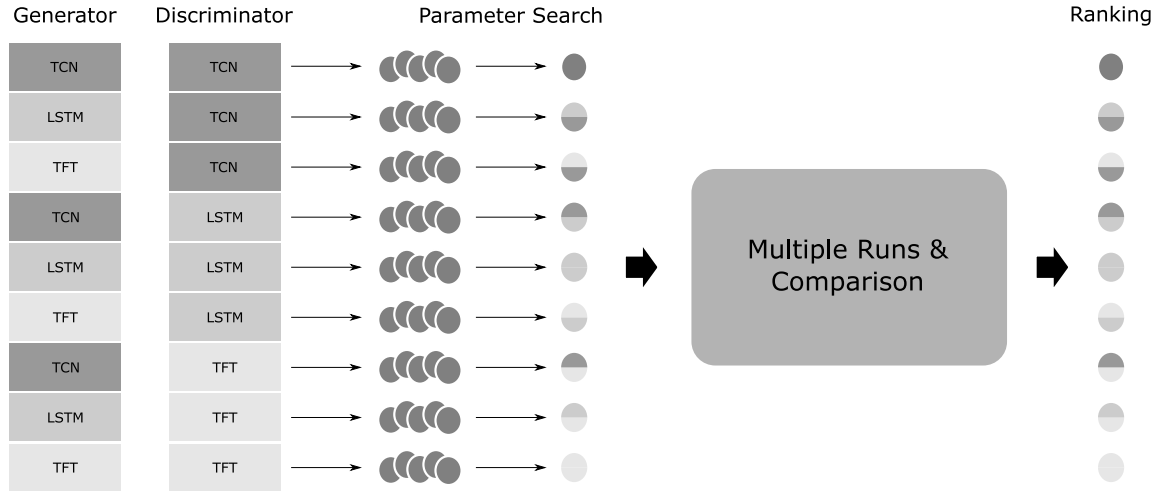 Generator Discriminator Parameter Search Ranking
TCN TCN
LSTM TCN
TFT TCN
TCN LSTM
LSTM LSTM
TFT LSTM
TCN TFT
LSTM TFT
TFT TFT
Multiple Runs &
Comparison